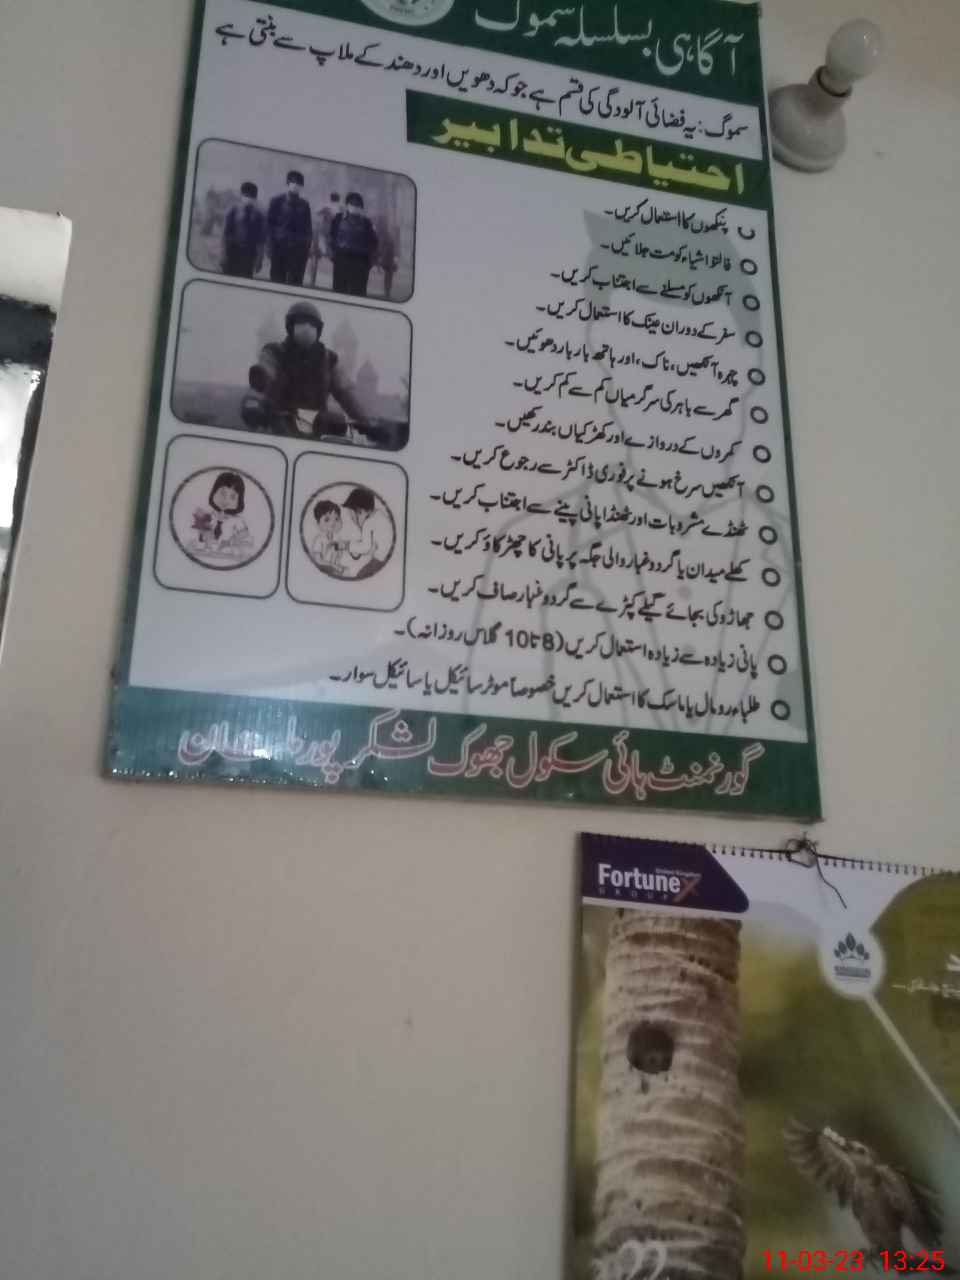 آگاہی بسلسلہ سموگ
سموگ: یہ فضائی آلودگی کی قسم ہے جو کہ دھویں اور دھند کے ملاپ سے بنتی ہے
احتیاطی تدابیر
پنکھوں کا استعمال کریں۔
فالتو اشیاء کو مت جلائیں۔
آنکھوں کو مسلنے سے اجتناب کریں۔
سفر کے دوران عینک کا استعمال کریں۔
چہرہ آنکھیں، ناک، اور ہاتھ بار بار دھوئیں۔
گھر سے باہر کی سرگرمیاں کم سے کم کریں۔
کمروں کے دروازے اور کھڑکیاں بند رکھیں۔
آنکھیں سرخ ہونے پر فوری ڈاکٹر سے رجوع کریں۔
ٹھنڈے مشروبات اور ٹھنڈا پانی پینے سے اجتناب کریں۔
کھلے میدان یا گرد و غبار والی جگہ پر پانی کا چھڑکاؤ کریں۔
جھاڑو کی بجائے گیلے کپڑے سے گرد و غبار صاف کریں۔
پانی زیادہ سے زیادہ استعمال کریں (8 تا 10 گلاس روزانہ)۔
طلباء رومال یا ماسک کا استعمال کریں خصوصاً موٹر سائیکل یا سائیکل سوار۔
گورنمنٹ ہائی سکول جھوک لشکر پور ملتان
Fortunex
GROUP
22
11-03-23 13:25